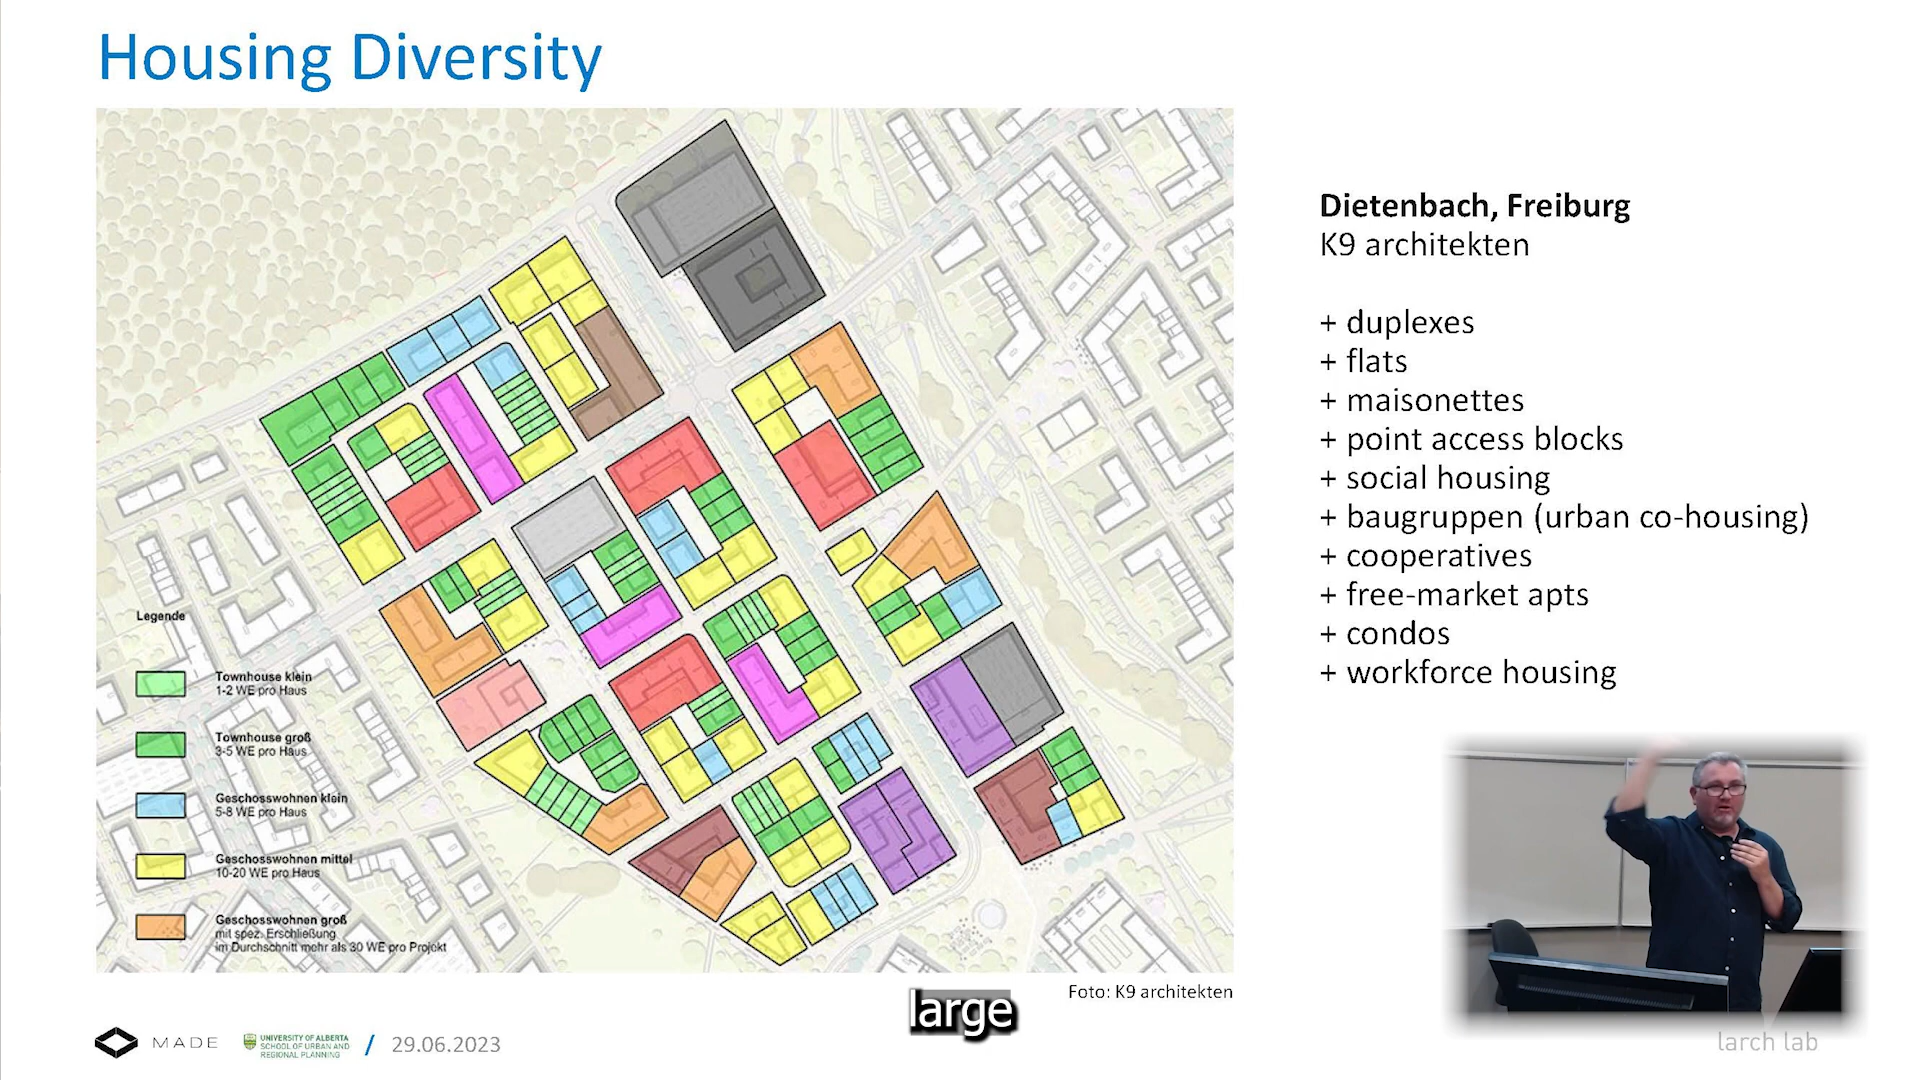 Housing Diversity
Dietenbach, Freiburg
K9 architekten
+ duplexes
+ flats
+ maisonettes
+ point access blocks
+ social housing
+ baugruppen (urban co-housing)
+ cooperatives
+ free-market apts
+ condos
+ workforce housing
Legende
Townhouse klein
1-2 WE pro Haus
Townhouse groß
3-5 WE pro Haus
Geschosswohnen klein
5-8 WE pro Haus
Geschosswohnen mittel
10-20 WE pro Haus
Geschosswohnen groß
mit spez. Erschließung
im Durchschnitt mehr als 30 WE pro Projekt
Foto: K9 architekten
large
MADE
UNIVERSITY OF ALBERTA
SCHOOL OF URBAN AND
REGIONAL PLANNING
/ 29.06.2023
larch lab